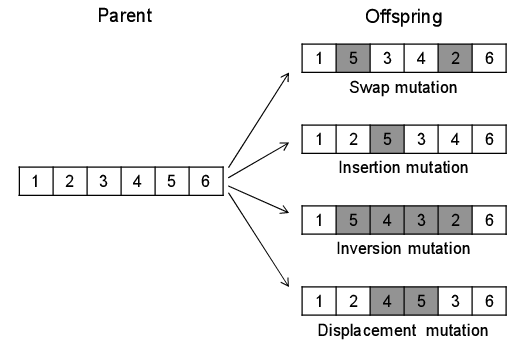 Parent Offspring
1 5 3 4 2 6
Swap mutation
1 2 5 3 4 6
Insertion mutation
1 2 3 4 5 6
1 5 4 3 2 6
Inversion mutation
1 2 4 5 3 6
Displacement mutation